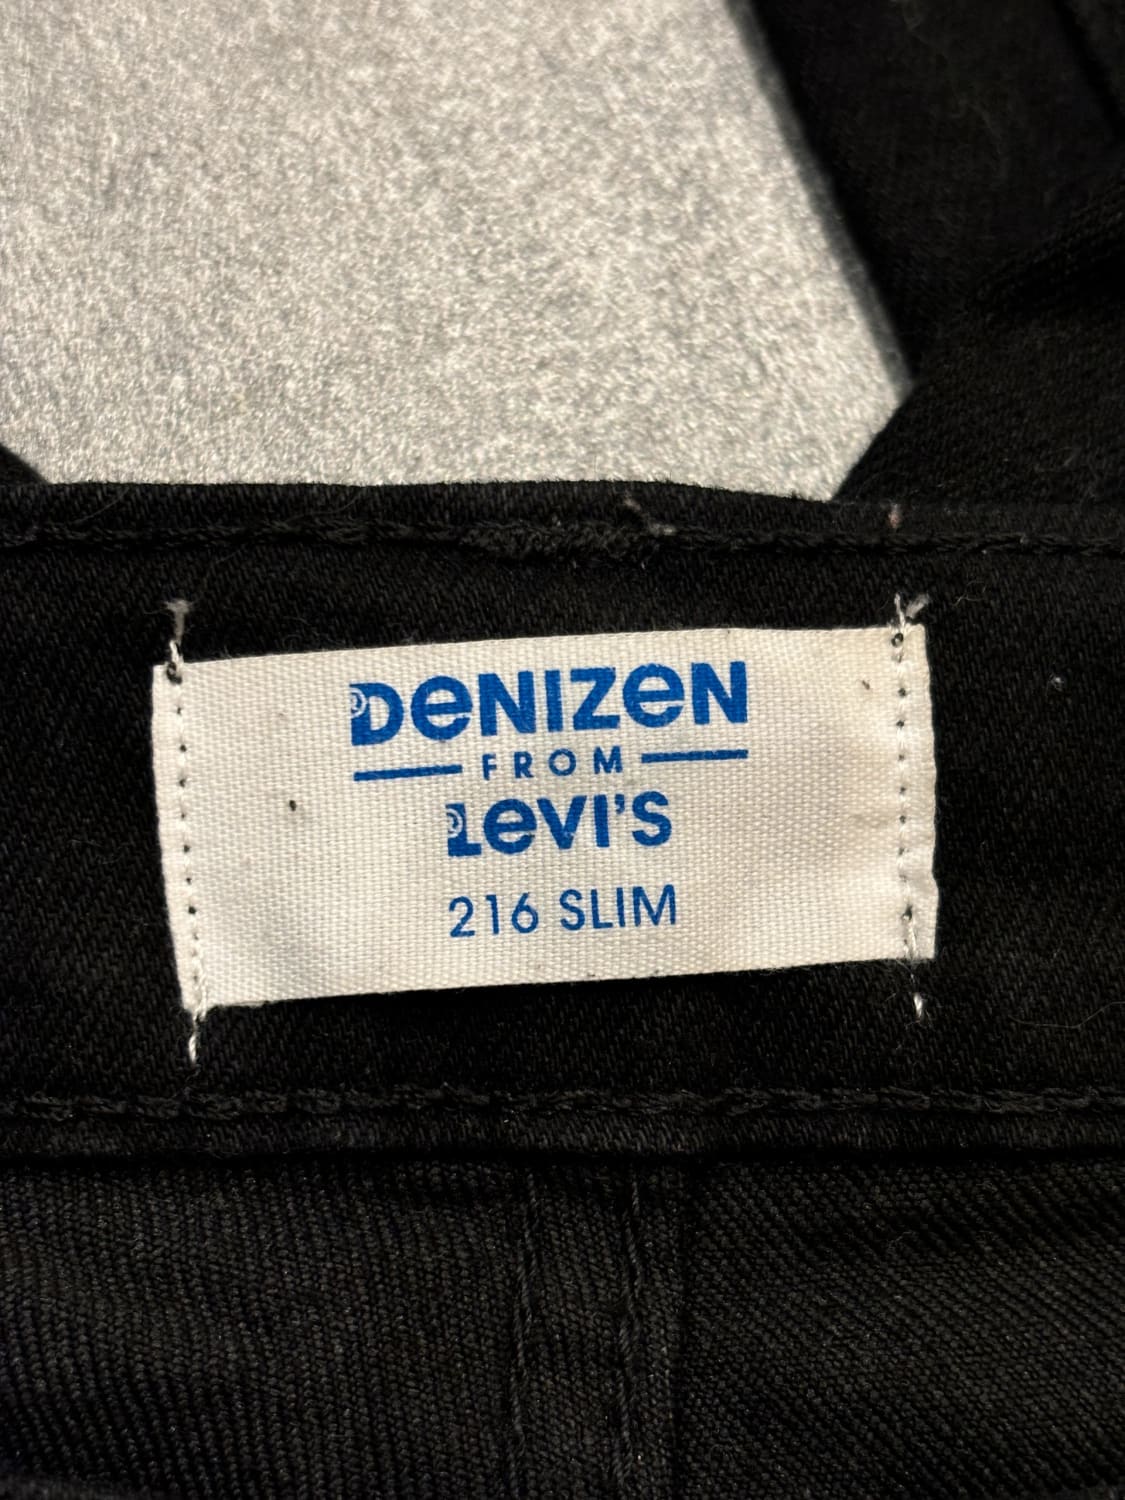 DeNIZeN
FROM
LeVI'S
216 SLIM